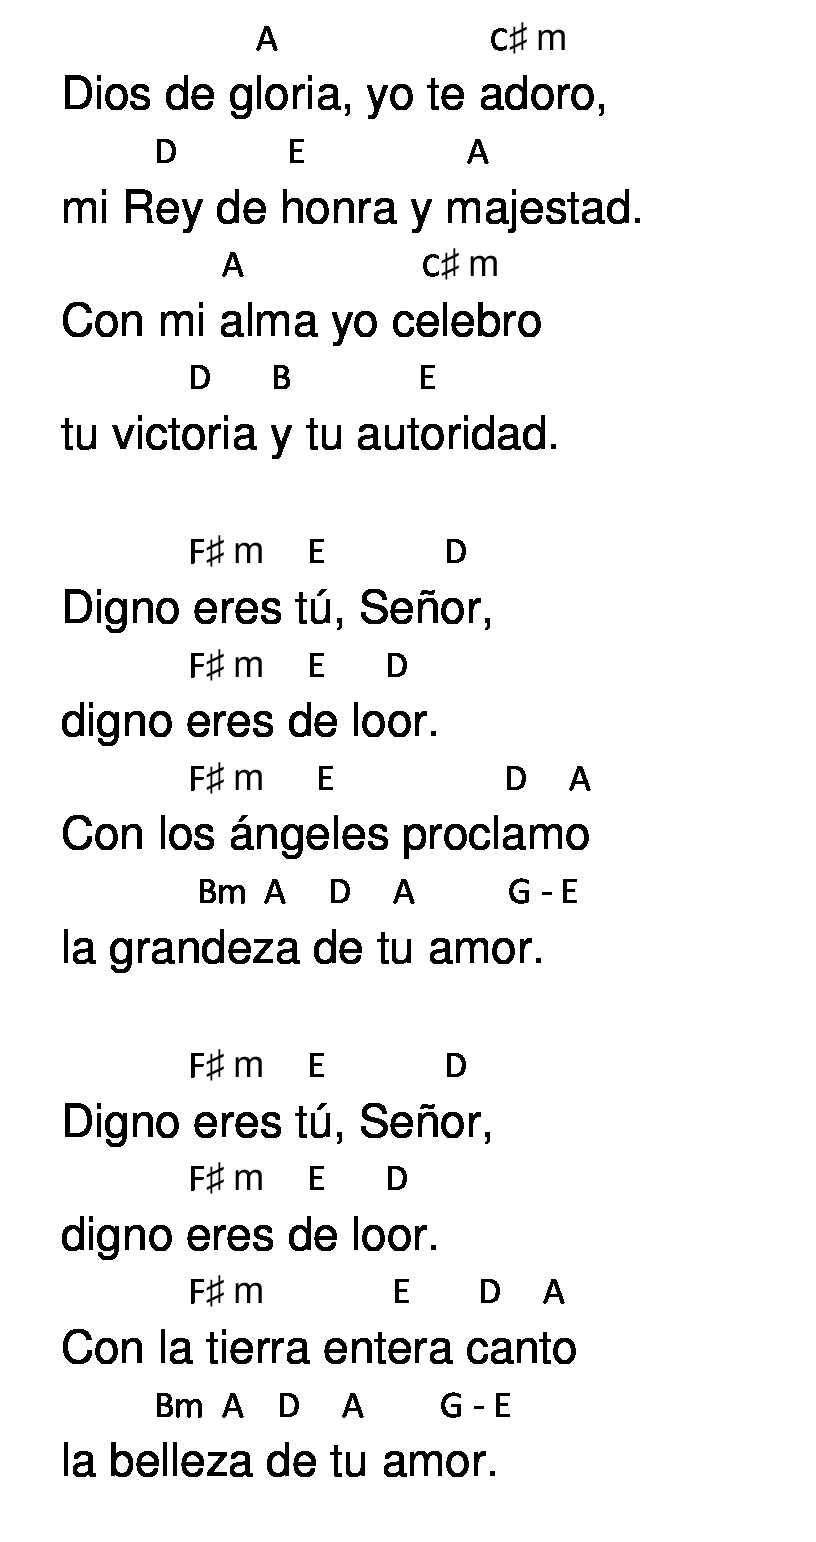 A C♯ m
Dios de gloria, yo te adoro,
D E A
mi Rey de honra y majestad.
A C♯ m
Con mi alma yo celebro
D B E
tu victoria y tu autoridad.
F♯ m E D
Digno eres tú, Señor,
F♯ m E D
digno eres de loor.
F♯ m E D A
Con los ángeles proclamo
Bm A D A G - E
la grandeza de tu amor.
F♯ m E D
Digno eres tú, Señor,
F♯ m E D
digno eres de loor.
F♯ m E D A
Con la tierra entera canto
Bm A D A G - E
la belleza de tu amor.